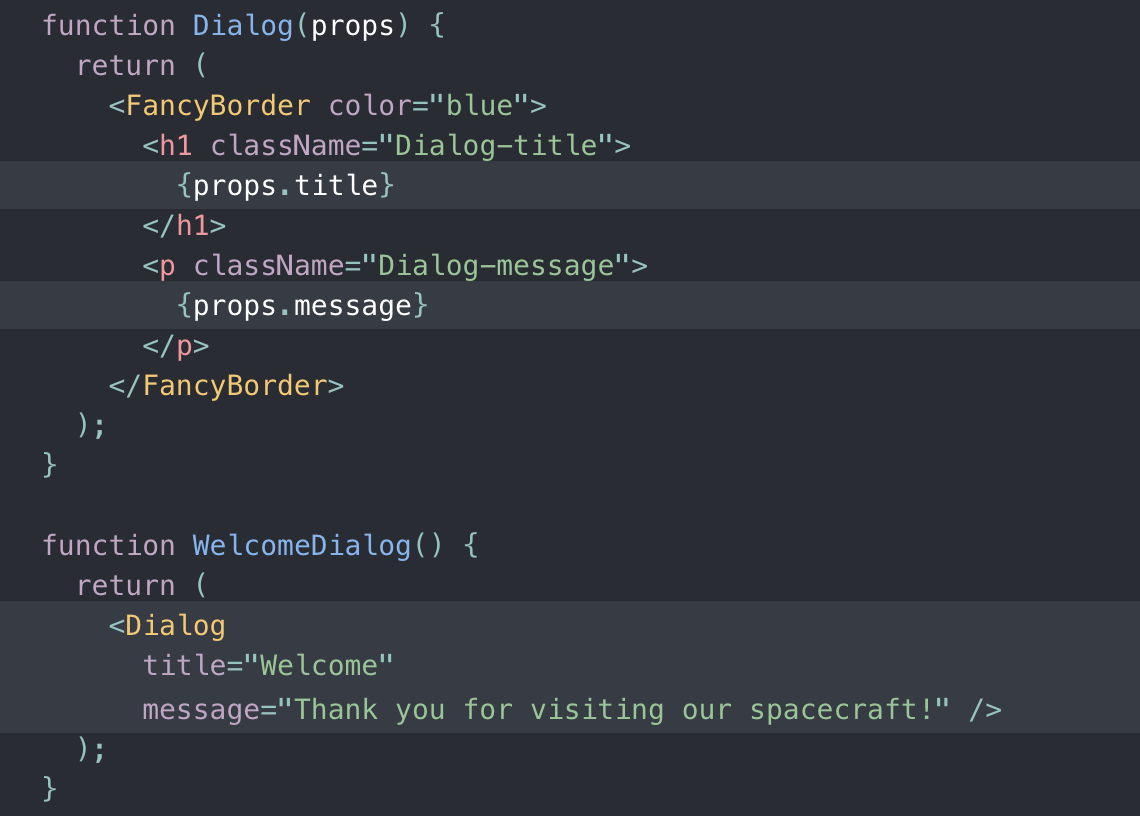 function Dialog(props) {
  return (
    <FancyBorder color="blue">
      <h1 className="Dialog-title">
        {props.title}
      </h1>
      <p className="Dialog-message">
        {props.message}
      </p>
    </FancyBorder>
  );
}

function WelcomeDialog() {
  return (
    <Dialog
      title="Welcome"
      message="Thank you for visiting our spacecraft!" />
  );
}